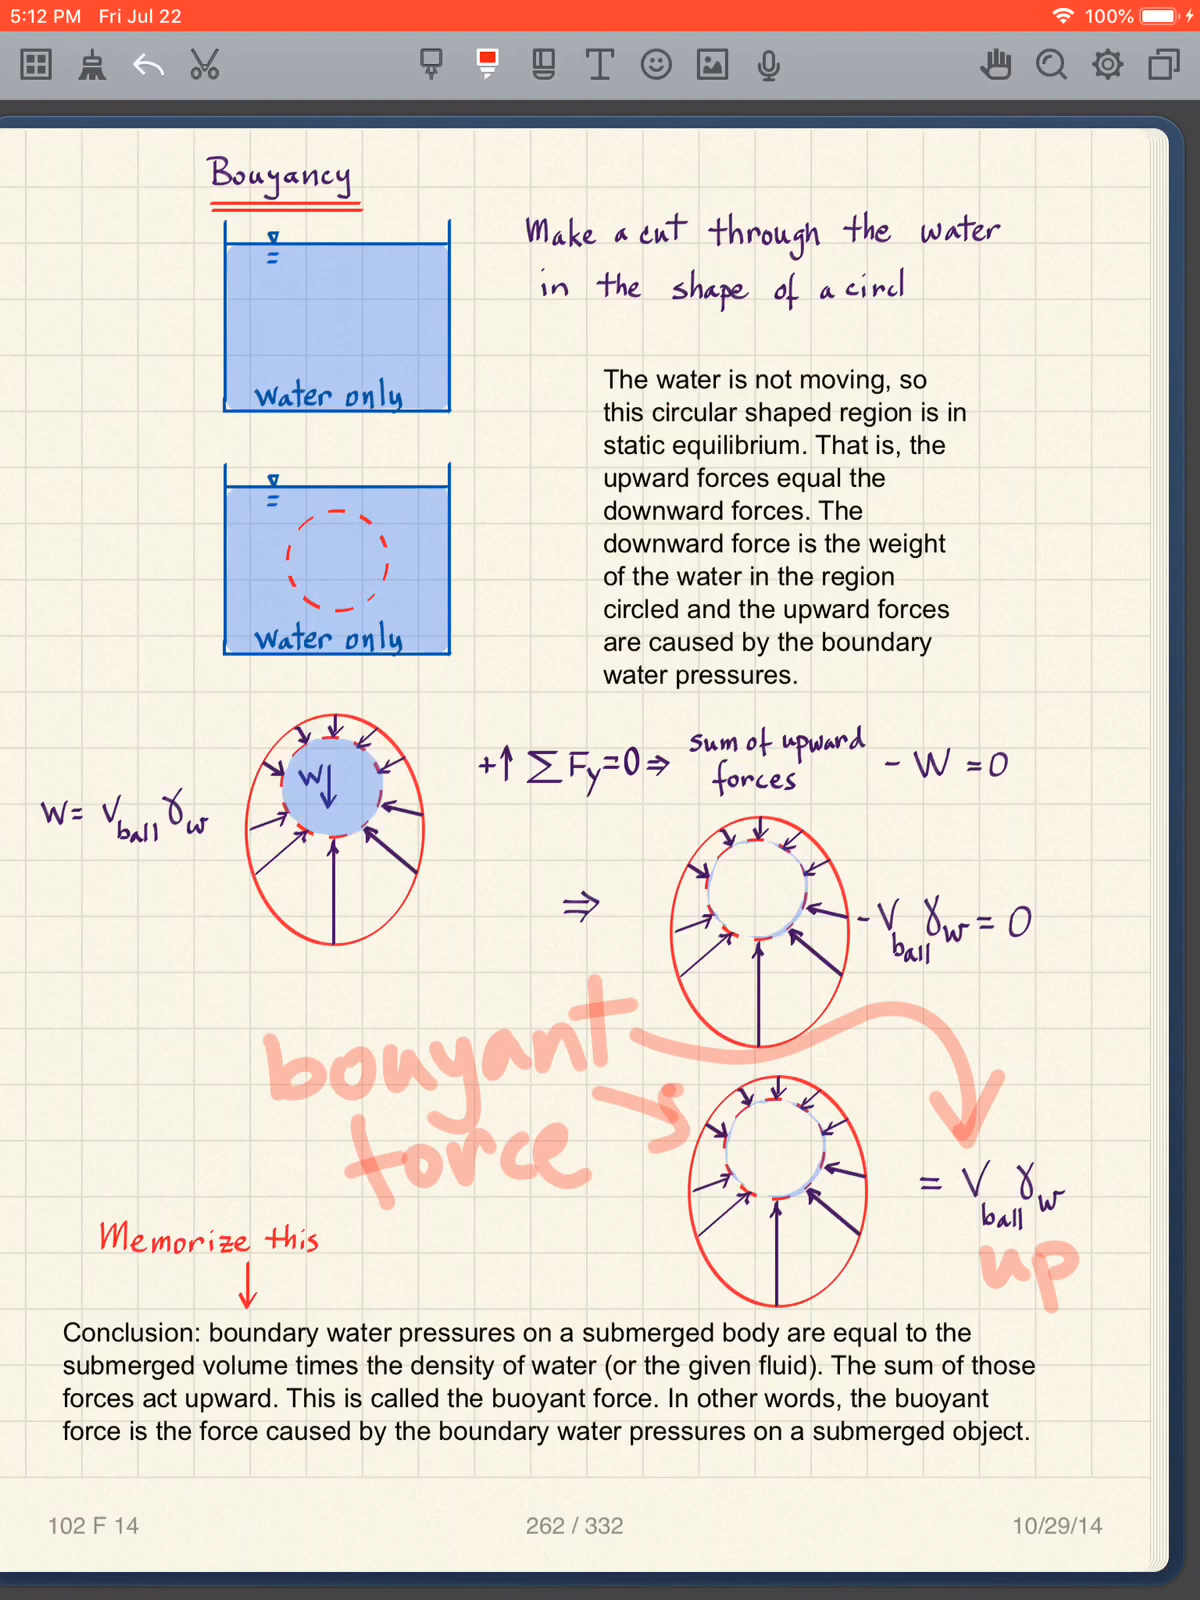 5:12 PM Fri Jul 22
100%
Bouyancy
Make a cut through the water
in the shape of a circl
water only
The water is not moving, so
this circular shaped region is in
static equilibrium. That is, the
upward forces equal the
downward forces. The
downward force is the weight
of the water in the region
circled and the upward forces
are caused by the boundary
water pressures.
water only
+↑ ΣFy=0 ⇒ sum of upward forces - W = 0
W↓
W = V_ball γ_w
⇒ - V_ball γ_w = 0
bouyant
force s
= V_ball γ_w
up
Memorize this
↓
Conclusion: boundary water pressures on a submerged body are equal to the
submerged volume times the density of water (or the given fluid). The sum of those
forces act upward. This is called the buoyant force. In other words, the buoyant
force is the force caused by the boundary water pressures on a submerged object.
102 F 14
262 / 332
10/29/14